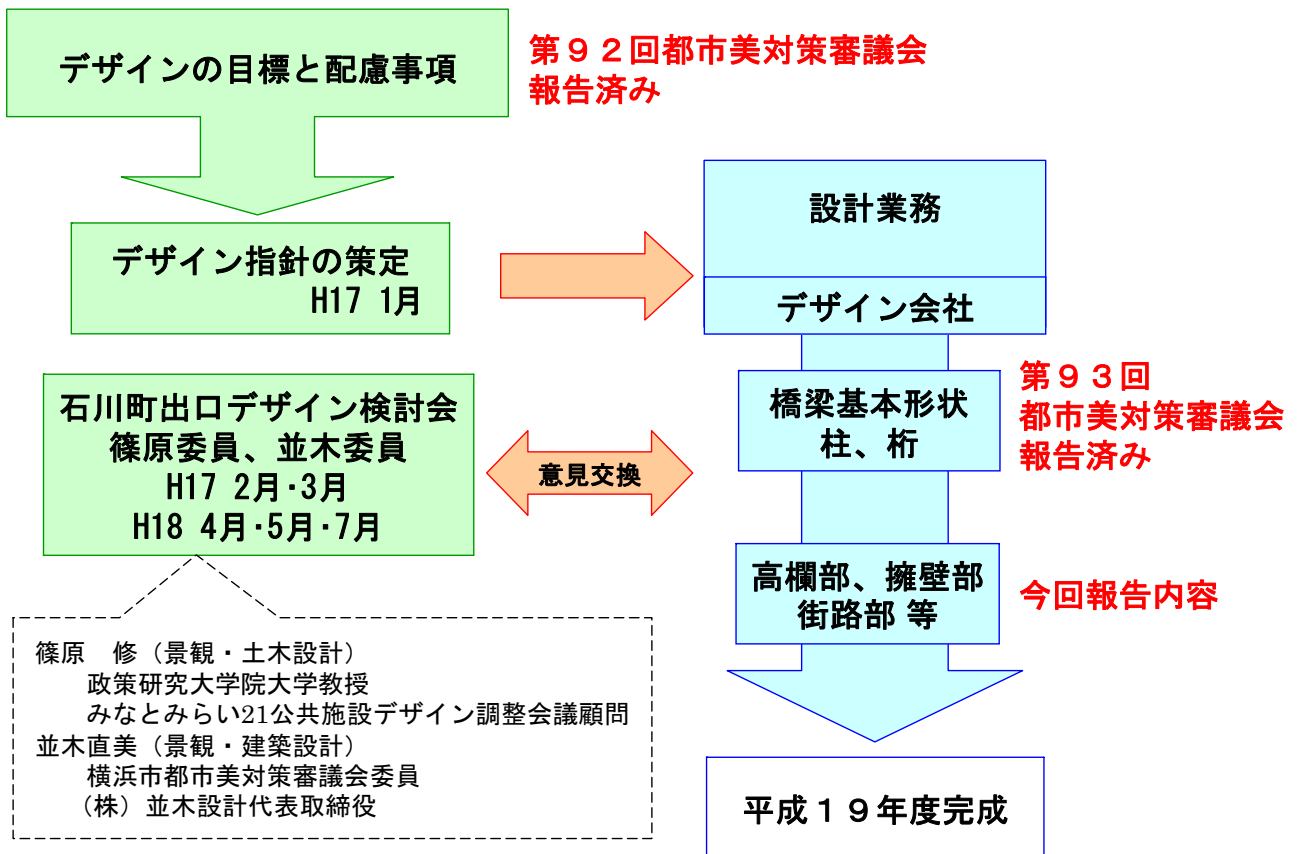 デザインの目標と配慮事項
第９２回都市美対策審議会
報告済み
デザイン指針の策定
H17 1月
設計業務
デザイン会社
石川町出口デザイン検討会
篠原委員、並木委員
H17 2月･3月
H18 4月･5月･7月
意見交換
橋梁基本形状
柱、桁
第９３回
都市美対策審議会
報告済み
高欄部、擁壁部
街路部 等
今回報告内容
篠原　修（景観・土木設計）
政策研究大学院大学教授
みなとみらい21公共施設デザイン調整会議顧問
並木直美（景観・建築設計）
横浜市都市美対策審議会委員
（株）並木設計代表取締役
平成１９年度完成